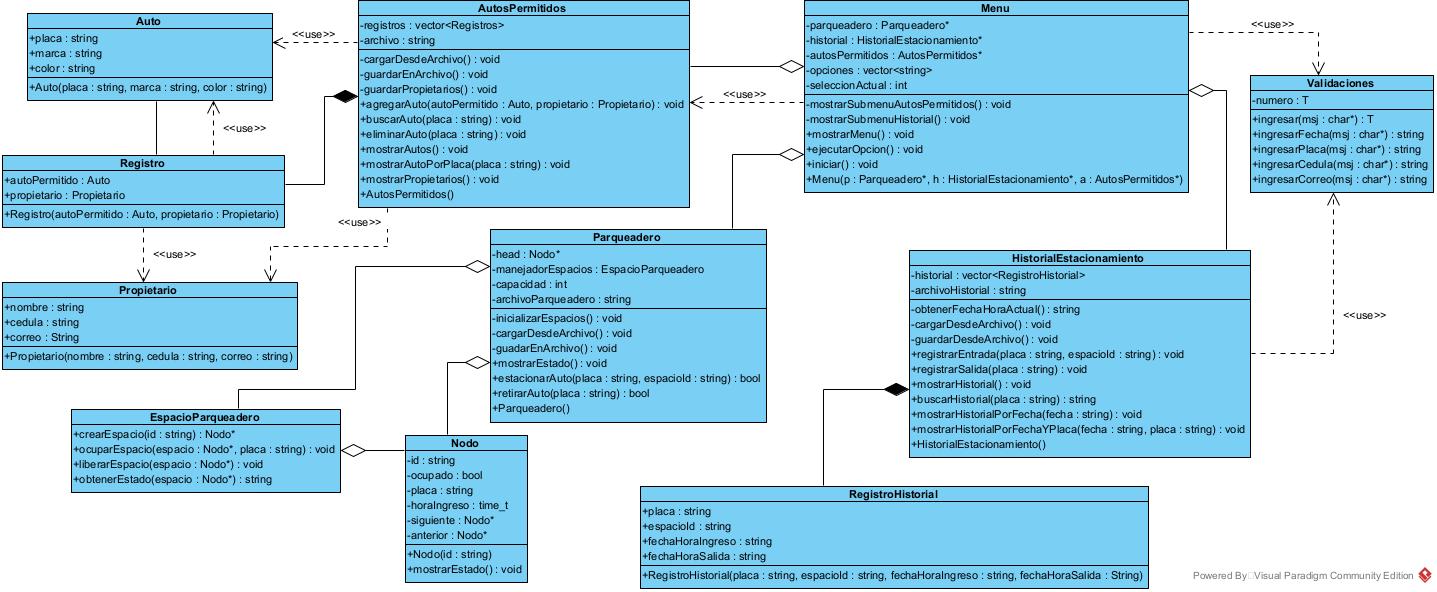 Auto
+placa : string
+marca : string
+color : string
+Auto(placa : string, marca : string, color : string)
<<use>>
<<use>>
Registro
+autoPermitido : Auto
+propietario : Propietario
+Registro(autoPermitido : Auto, propietario : Propietario)
<<use>>
<<use>>
Propietario
+nombre : string
+cedula : string
+correo : String
+Propietario(nombre : string, cedula : string, correo : string)
AutosPermitidos
-registros : vector<Registros>
-archivo : string
-cargarDesdeArchivo() : void
-guardarEnArchivo() : void
-guardarPropietarios() : void
+agregarAuto(autoPermitido : Auto, propietario : Propietario) : void
+buscarAuto(placa : string) : void
+eliminarAuto(placa : string) : void
+mostrarAutos() : void
+mostrarAutoPorPlaca(placa : string) : void
+mostrarPropietarios() : void
+AutosPermitidos()
<<use>>
Menu
-parqueadero : Parqueadero*
-historial : HistorialEstacionamiento*
-autosPermitidos : AutosPermitidos*
-opciones : vector<string>
-seleccionActual : int
-mostrarSubmenuAutosPermitidos() : void
-mostrarSubmenuHistorial() : void
+mostrarMenu() : void
+ejecutarOpcion() : void
+iniciar() : void
+Menu(p : Parqueadero*, h : HistorialEstacionamiento*, a : AutosPermitidos*)
<<use>>
Validaciones
-numero : T
+ingresar(msj : char*) : T
+ingresarFecha(msj : char*) : string
+ingresarPlaca(msj : char*) : string
+ingresarCedula(msj : char*) : string
+ingresarCorreo(msj : char*) : string
<<use>>
Parqueadero
-head : Nodo*
-manejadorEspacios : EspacioParqueadero
-capacidad : int
-archivoParqueadero : string
-inicializarEspacios() : void
-cargarDesdeArchivo() : void
-guadarEnArchivo() : void
+mostrarEstado() : void
+estacionarAuto(placa : string, espacioId : string) : bool
+retirarAuto(placa : string) : bool
+Parqueadero()
HistorialEstacionamiento
-historial : vector<RegistroHistorial>
-archivoHistorial : string
-obtenerFechaHoraActual() : string
-cargarDesdeArchivo() : void
-guardarDesdeArchivo() : void
+registrarEntrada(placa : string, espacioId : string) : void
+registrarSalida(placa : string) : void
+mostrarHistorial() : void
+buscarHistorial(placa : string) : string
+mostrarHistorialPorFecha(fecha : string) : void
+mostrarHistorialPorFechaYPlaca(fecha : string, placa : string) : void
+HistorialEstacionamiento()
EspacioParqueadero
+crearEspacio(id : string) : Nodo*
+ocuparEspacio(espacio : Nodo*, placa : string) : void
+liberarEspacio(espacio : Nodo*) : void
+obtenerEstado(espacio : Nodo*) : string
Nodo
-id : string
-ocupado : bool
-placa : string
-horaIngreso : time_t
-siguiente : Nodo*
-anterior : Nodo*
+Nodo(id : string)
+mostrarEstado() : void
RegistroHistorial
+placa : string
+espacioId : string
+fechaHoraIngreso : string
+fechaHoraSalida : string
+RegistroHistorial(placa : string, espacioId : string, fechaHoraIngreso : string, fechaHoraSalida : String)
Powered By Visual Paradigm Community Edition